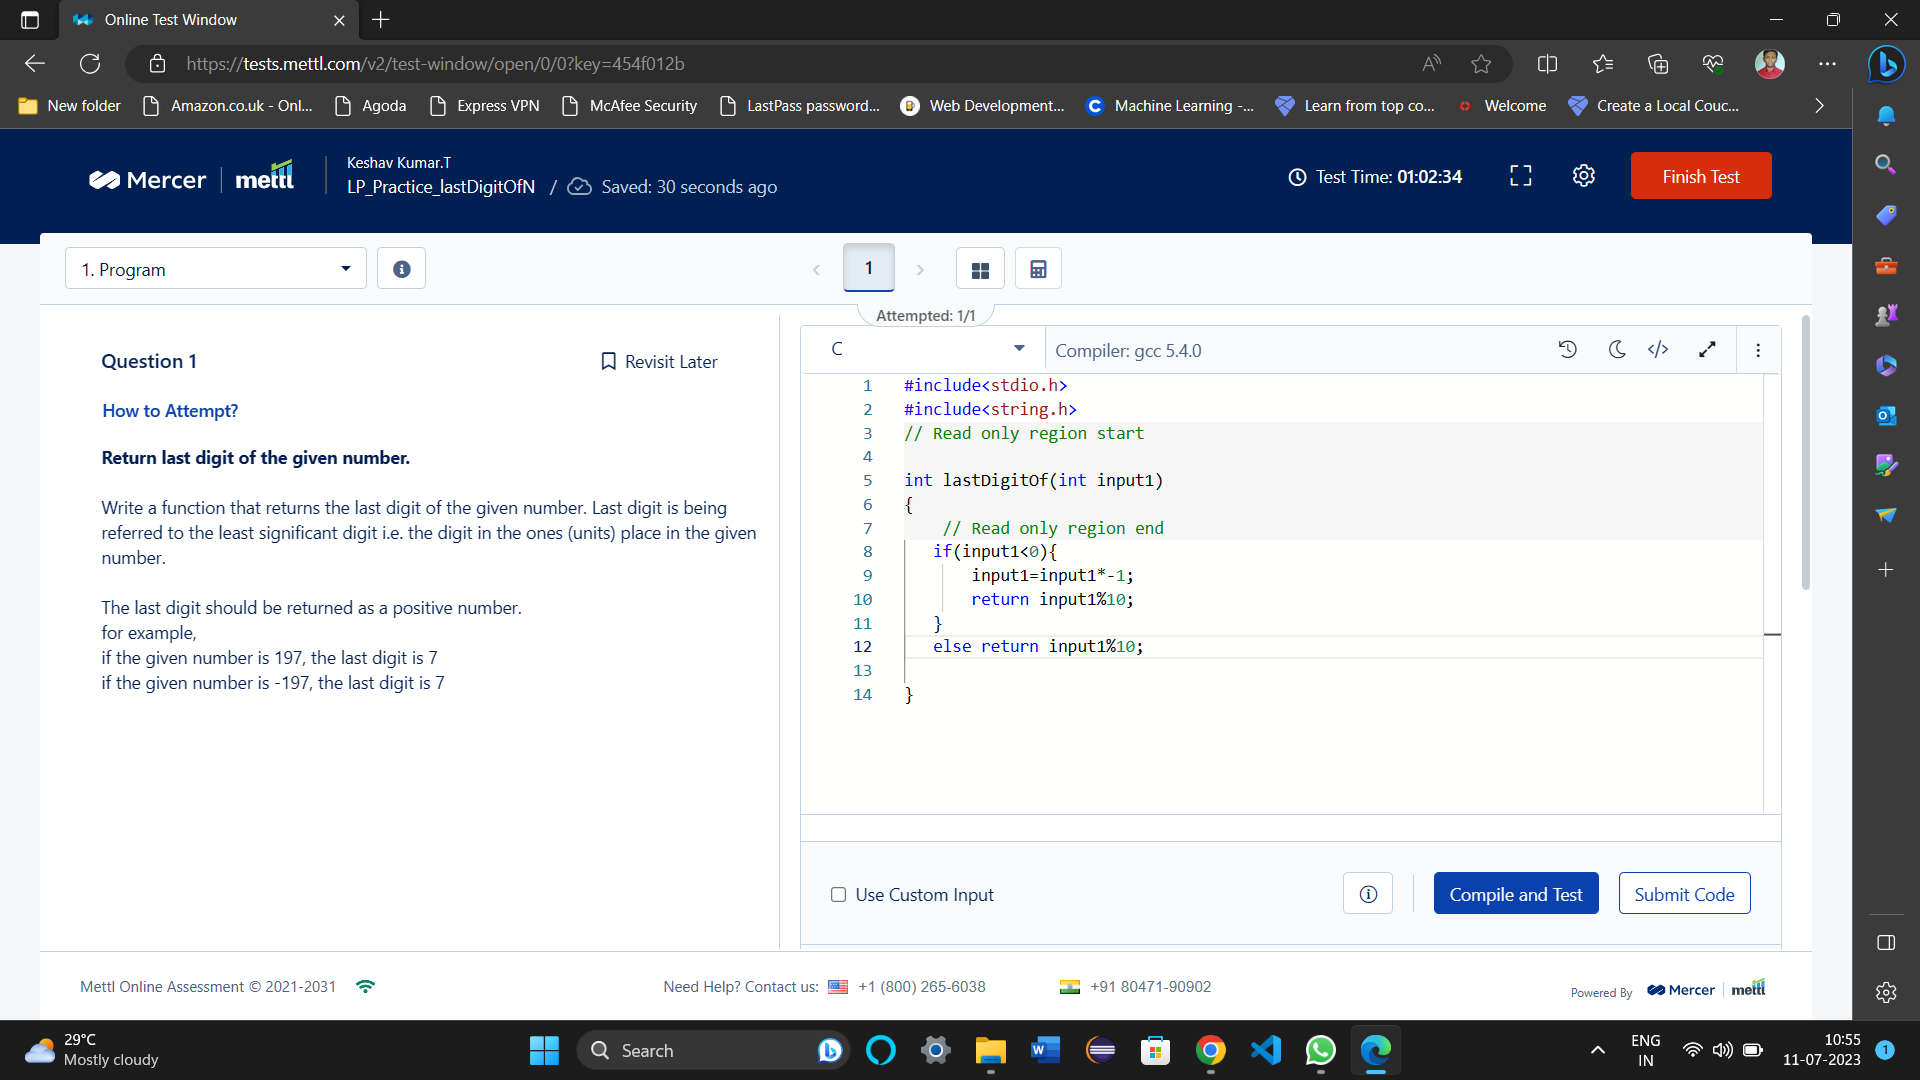 Online Test Window
https://tests.mettl.com/v2/test-window/open/0/0?key=454f012b
New folder
Amazon.co.uk - Onl...
Agoda
Express VPN
McAfee Security
LastPass password...
Web Development...
Machine Learning -...
Learn from top co...
Welcome
Create a Local Couc...
Mercer
mettl
Keshav Kumar.T
LP_Practice_lastDigitOfN / Saved: 30 seconds ago
Test Time: 01:02:34
Finish Test
1. Program
1
Attempted: 1/1
Question 1
Revisit Later
How to Attempt?
Return last digit of the given number.
Write a function that returns the last digit of the given number. Last digit is being
referred to the least significant digit i.e. the digit in the ones (units) place in the given
number.
The last digit should be returned as a positive number.
for example,
if the given number is 197, the last digit is 7
if the given number is -197, the last digit is 7
C
Compiler: gcc 5.4.0
1 #include<stdio.h>
2 #include<string.h>
3 // Read only region start
4
5 int lastDigitOf(int input1)
6 {
7 // Read only region end
8 if(input1<0){
9 input1=input1*-1;
10 return input1%10;
11 }
12 else return input1%10;
13
14 }
Use Custom Input
Compile and Test
Submit Code
Mettl Online Assessment © 2021-2031
Need Help? Contact us: +1 (800) 265-6038
+91 80471-90902
Powered By Mercer | mettl
29°C
Mostly cloudy
Search
ENG
IN
10:55
11-07-2023
1